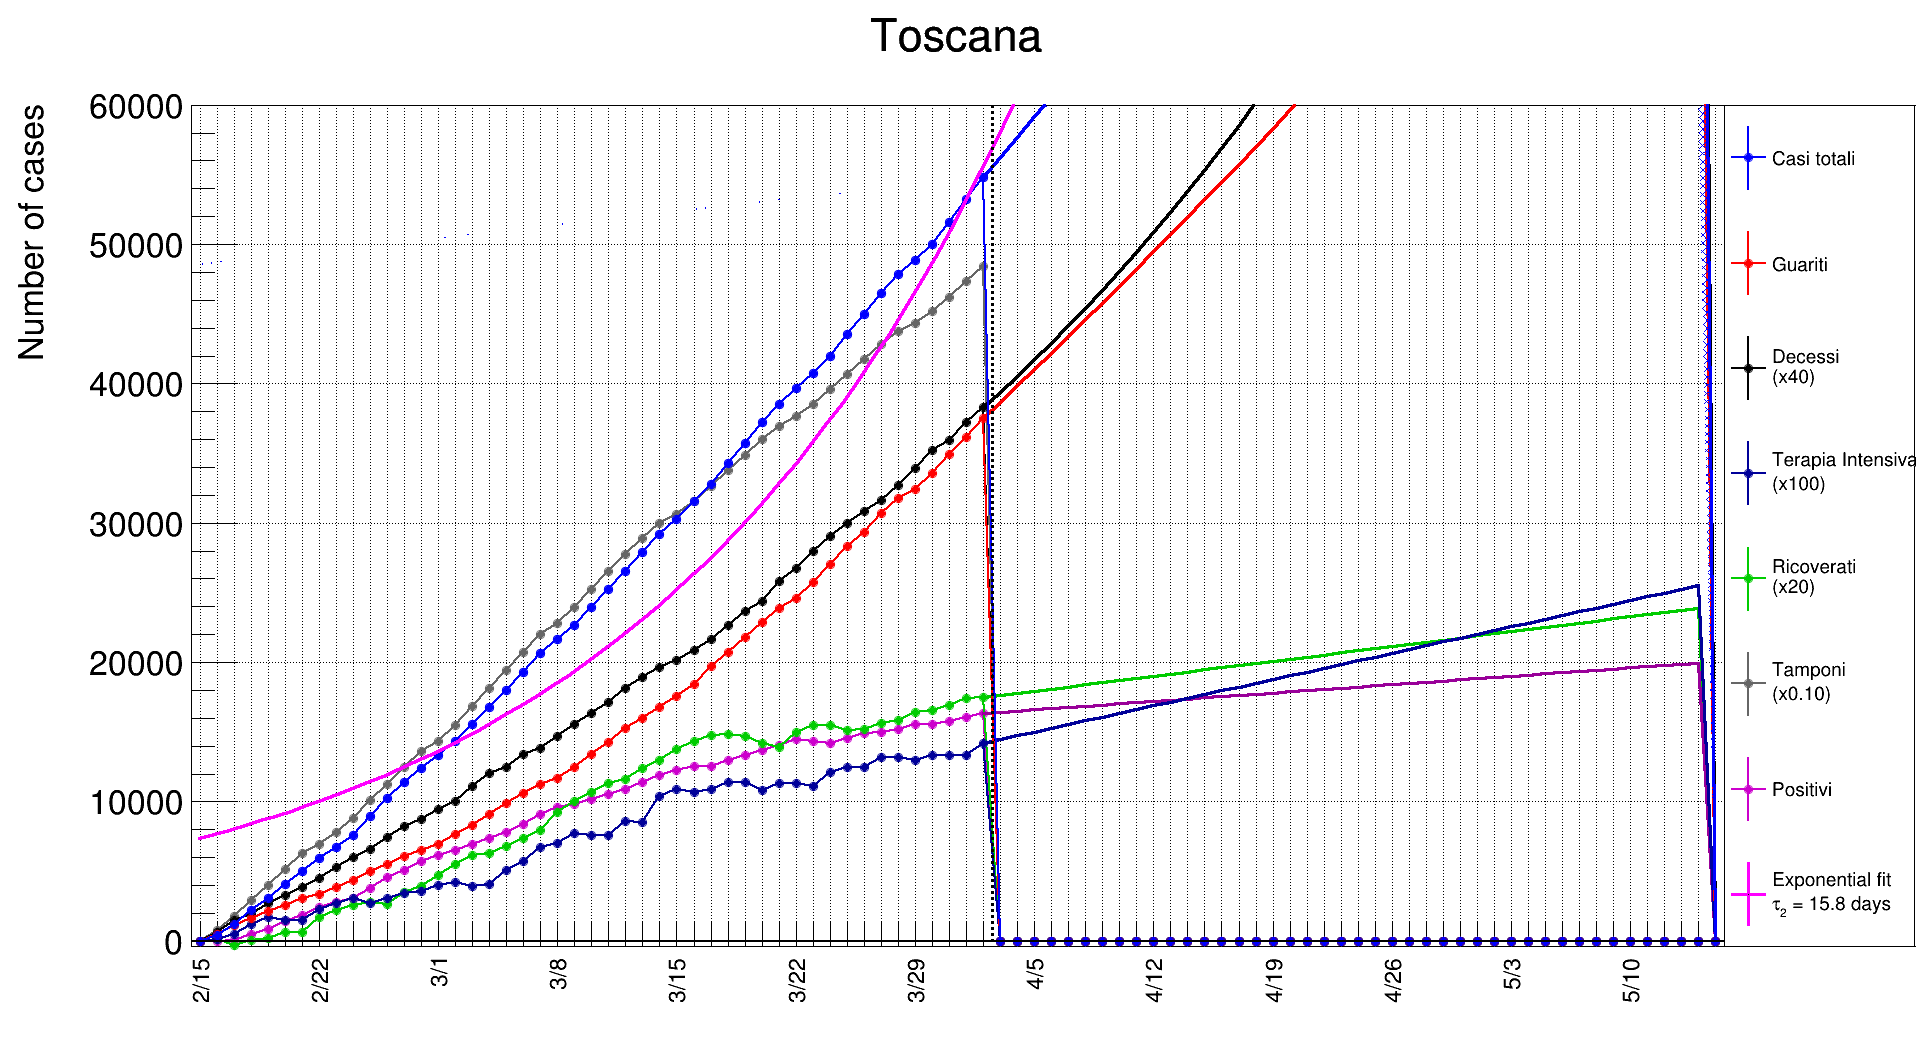 Toscana
Number of cases
60000
50000
40000
30000
20000
10000
0
2/15
2/22
3/1
3/8
3/15
3/22
3/29
4/5
4/12
4/19
4/26
5/3
5/10
Casi totali
Guariti
Decessi
(x40)
Terapia Intensiva
(x100)
Ricoverati
(x20)
Tamponi
(x0.10)
Positivi
Exponential fit
τ2 = 15.8 days